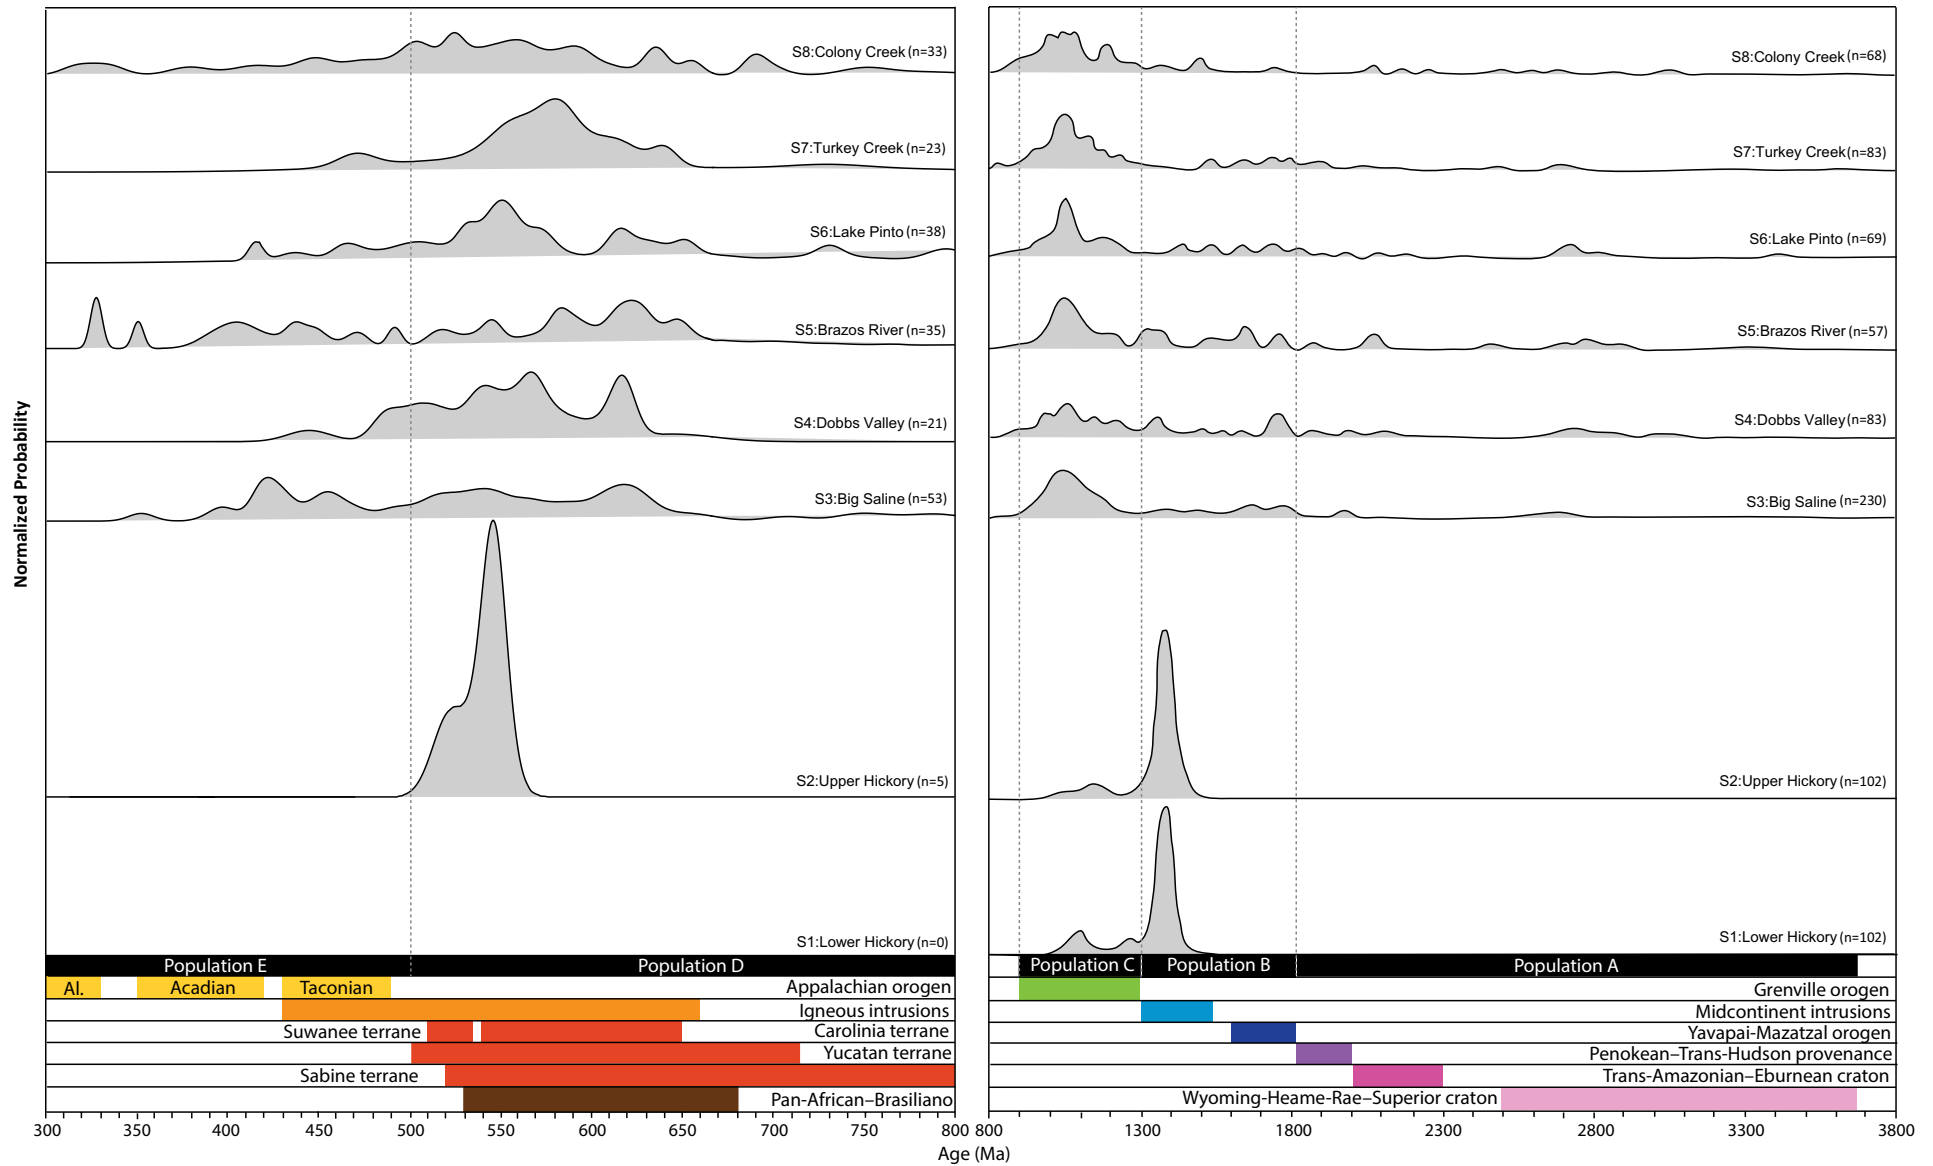 Normalized Probability
S8:Colony Creek (n=33)
S7:Turkey Creek (n=23)
S6:Lake Pinto (n=38)
S5:Brazos River (n=35)
S4:Dobbs Valley (n=21)
S3:Big Saline (n=53)
S2:Upper Hickory (n=5)
S1:Lower Hickory (n=0)
S8:Colony Creek (n=68)
S7:Turkey Creek (n=83)
S6:Lake Pinto (n=69)
S5:Brazos River (n=57)
S4:Dobbs Valley (n=83)
S3:Big Saline (n=230)
S2:Upper Hickory (n=102)
S1:Lower Hickory (n=102)
Population E Population D
Al. Acadian Taconian Appalachian orogen
Igneous intrusions
Suwanee terrane Carolinia terrane
Yucatan terrane
Sabine terrane
Pan-African–Brasiliano
300 350 400 450 500 550 600 650 700 750 800
Population C Population B Population A
Grenville orogen
Midcontinent intrusions
Yavapai-Mazatzal orogen
Penokean–Trans-Hudson provenance
Trans-Amazonian–Eburnean craton
Wyoming-Heame-Rae–Superior craton
800 1300 1800 2300 2800 3300 3800
Age (Ma)